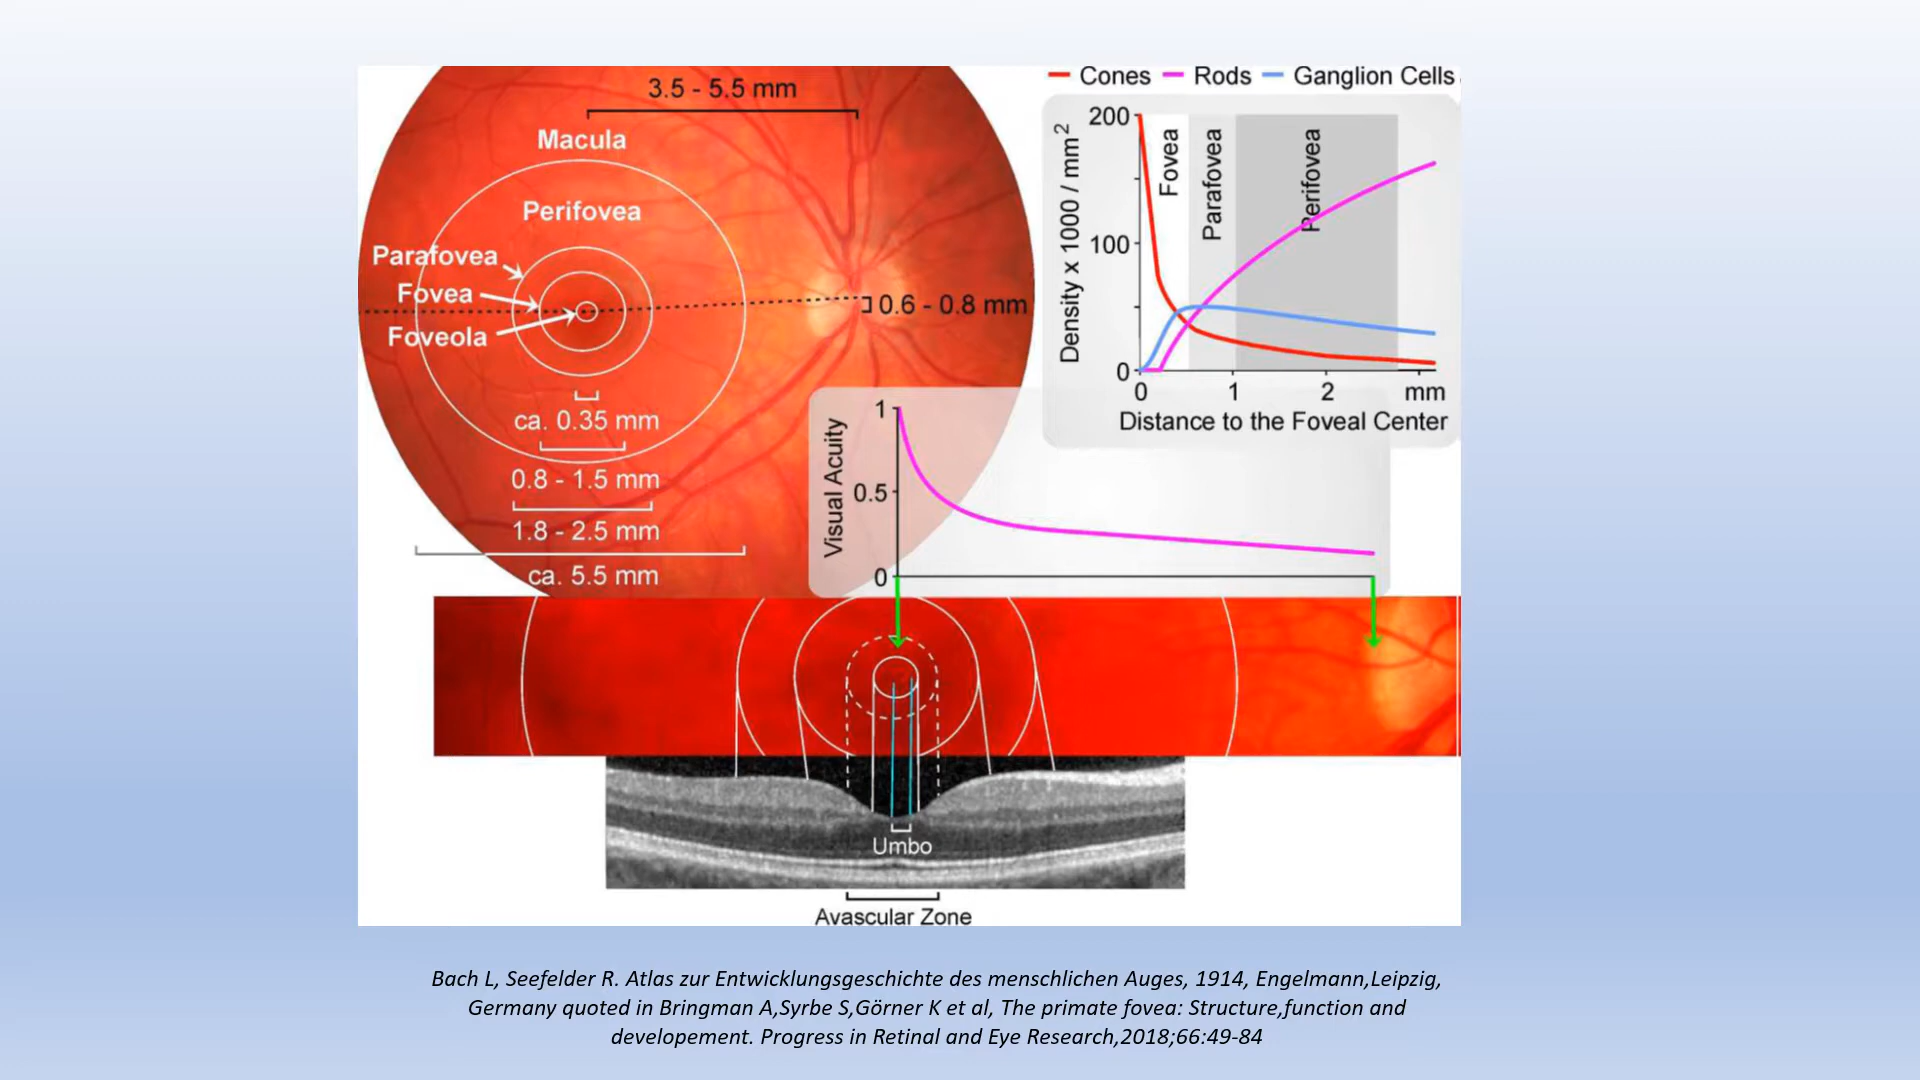 3.5 - 5.5 mm
Macula
Perifovea
Parafovea
Fovea
Foveola
0.6 - 0.8 mm
ca. 0.35 mm
0.8 - 1.5 mm
1.8 - 2.5 mm
ca. 5.5 mm
Cones Rods Ganglion Cells
Density x 1000 / mm²
200
100
0
Fovea
Parafovea
Perifovea
0 1 2 mm
Distance to the Foveal Center
Visual Acuity
1
0.5
0
Umbo
Avascular Zone
Bach L, Seefelder R. Atlas zur Entwicklungsgeschichte des menschlichen Auges, 1914, Engelmann,Leipzig,
Germany quoted in Bringman A,Syrbe S,Görner K et al, The primate fovea: Structure,function and
developement. Progress in Retinal and Eye Research,2018;66:49-84